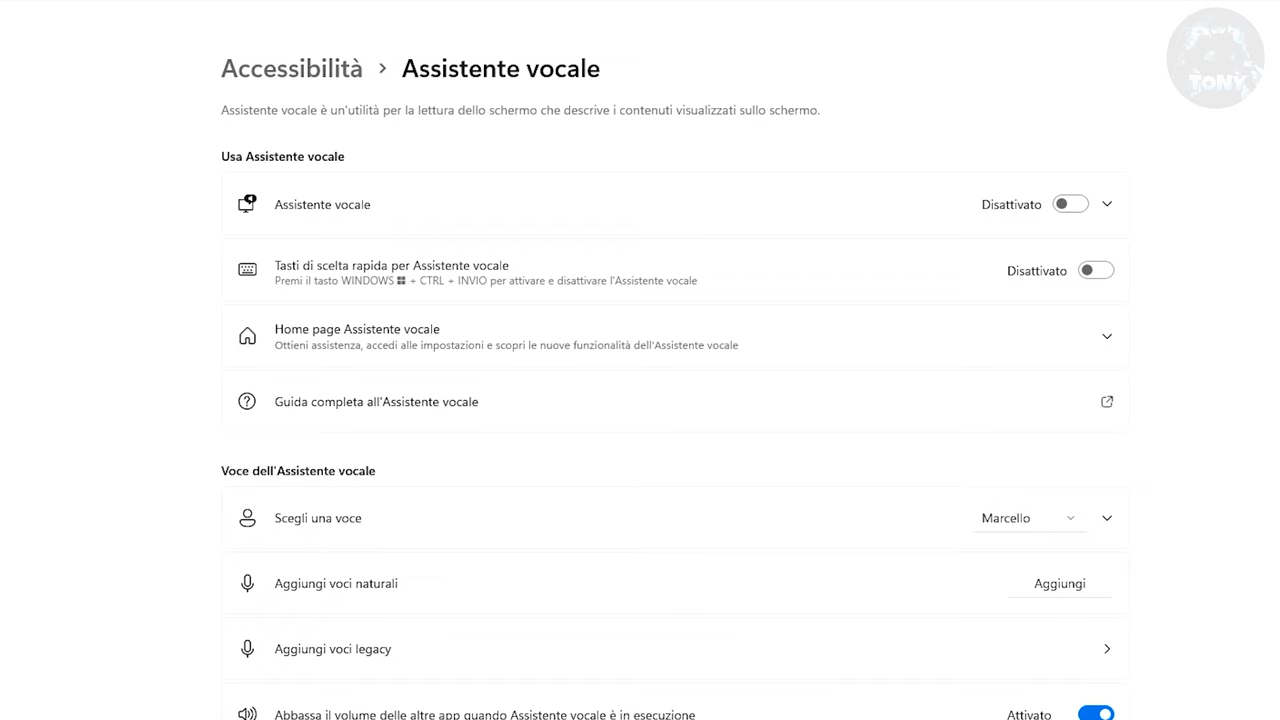 TONY
Accessibilità > Assistente vocale
Assistente vocale è un'utilità per la lettura dello schermo che descrive i contenuti visualizzati sullo schermo.
Usa Assistente vocale
Assistente vocale Disattivato
Tasti di scelta rapida per Assistente vocale Disattivato
Premi il tasto WINDOWS + CTRL + INVIO per attivare e disattivare l'Assistente vocale
Home page Assistente vocale
Ottieni assistenza, accedi alle impostazioni e scopri le nuove funzionalità dell'Assistente vocale
Guida completa all'Assistente vocale
Voce dell'Assistente vocale
Scegli una voce Marcello
Aggiungi voci naturali Aggiungi
Aggiungi voci legacy
Abbassa il volume delle altre app quando Assistente vocale è in esecuzione Attivato